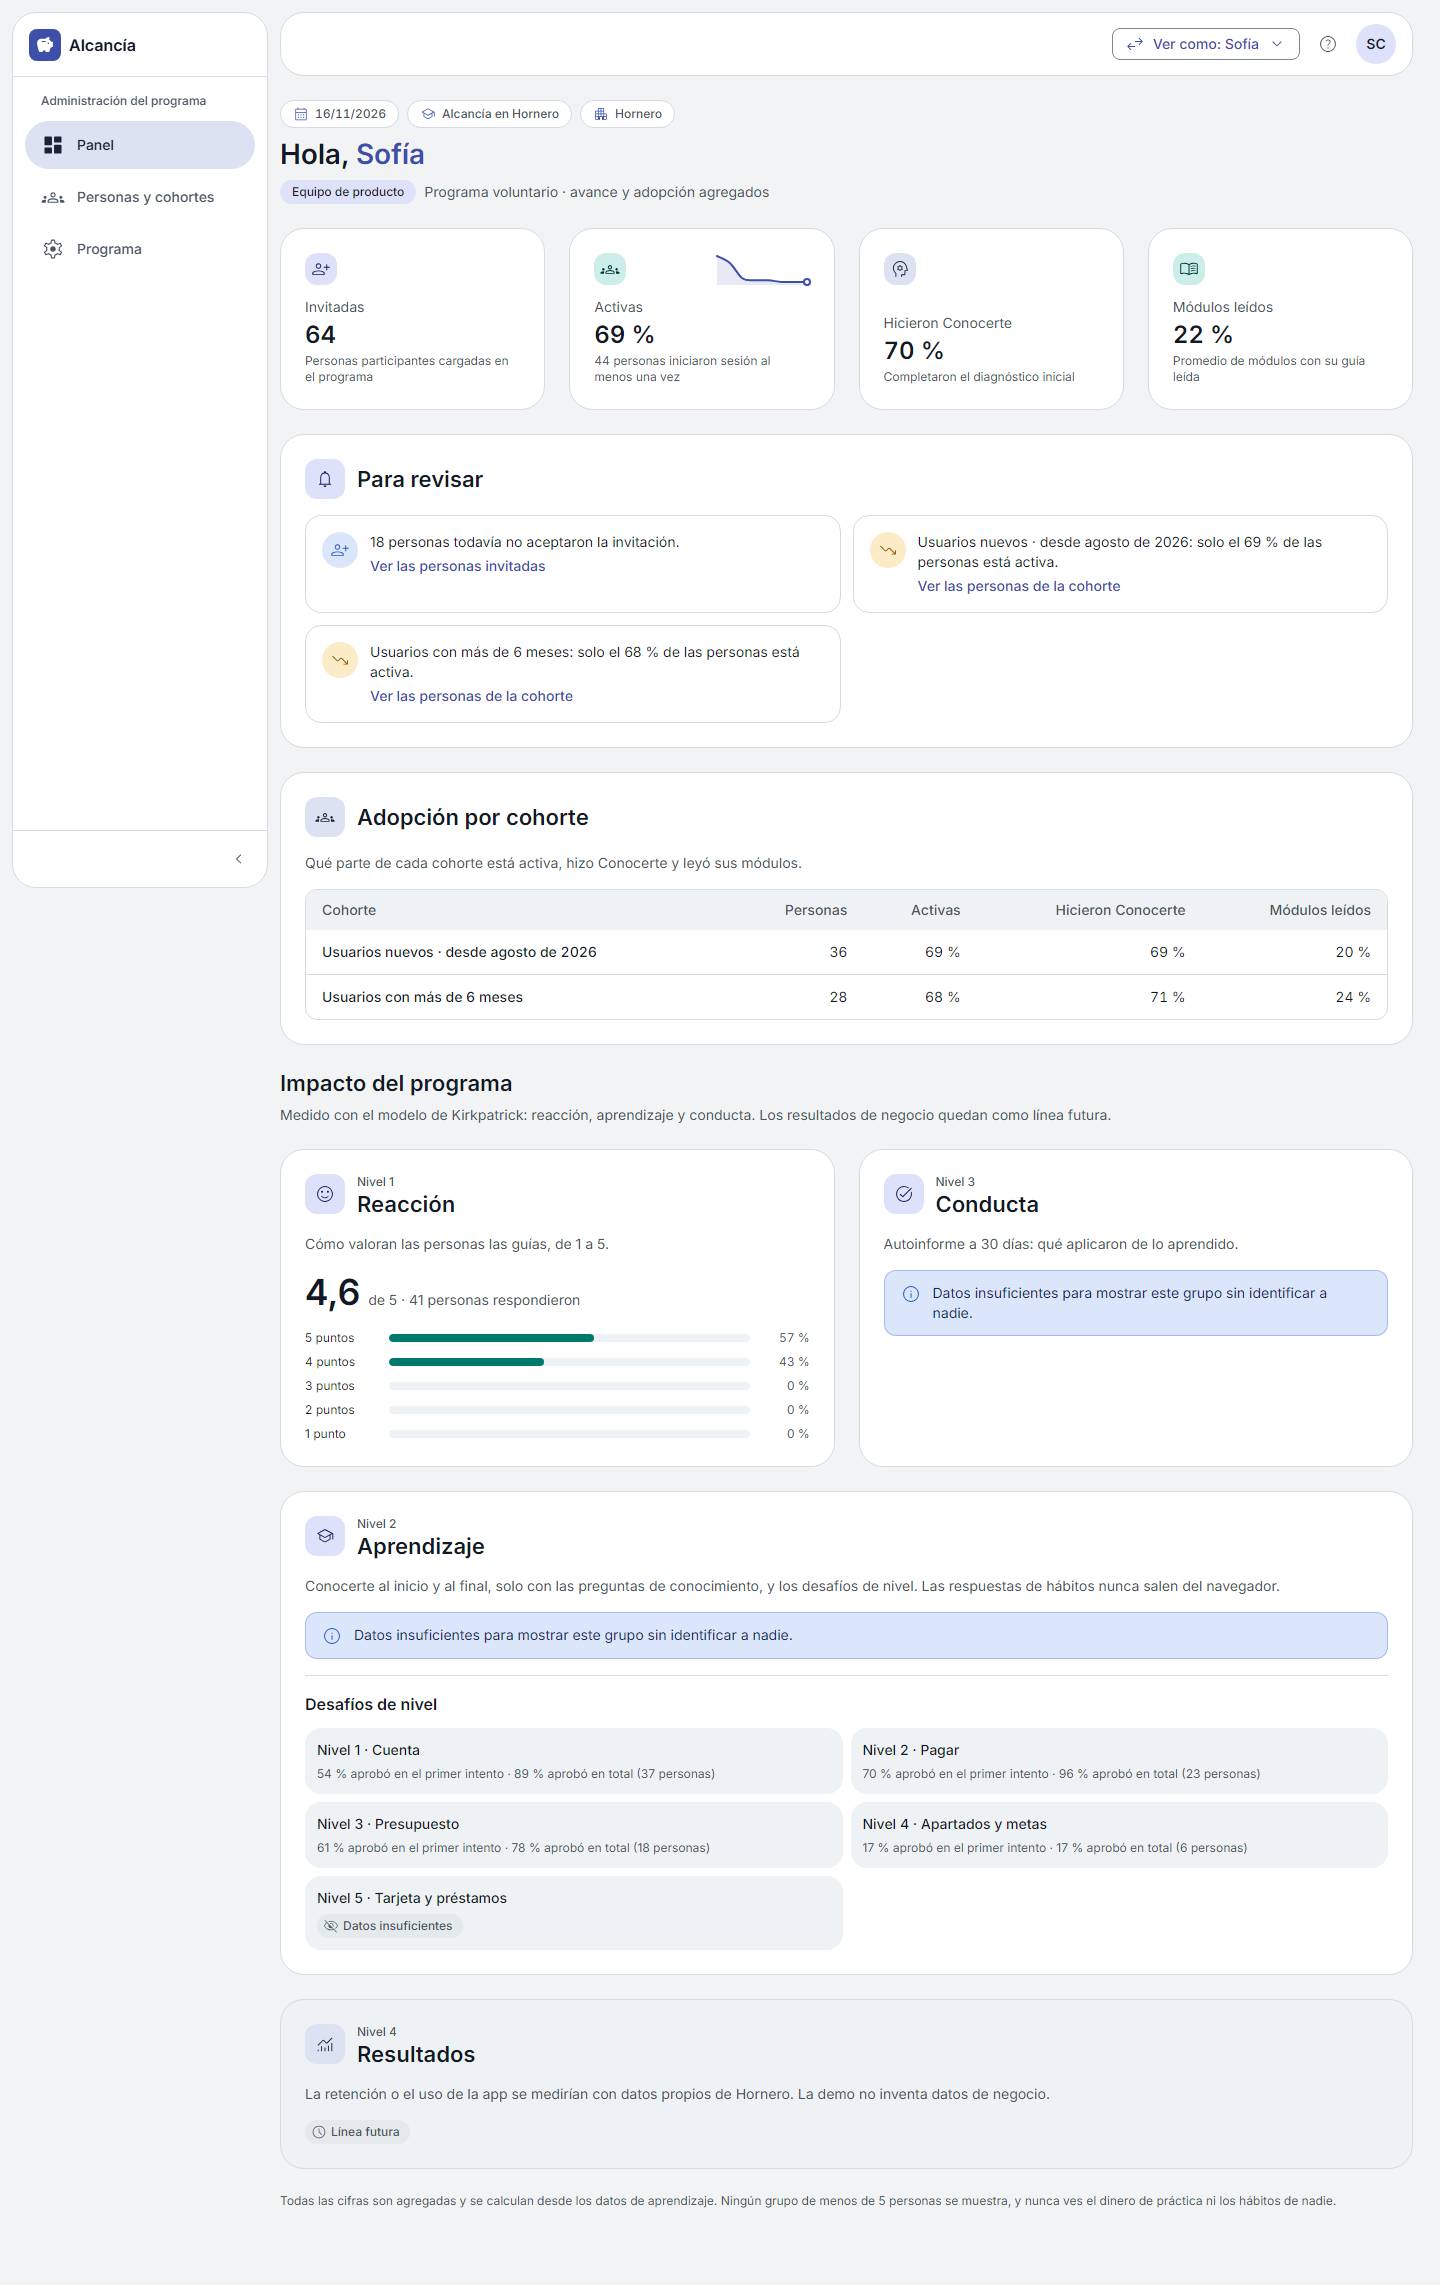 Alcancía
Ver como: Sofía
SC
Administración del programa
Panel
Personas y cohortes
Programa
16/11/2026
Alcancía en Hornero
Hornero
Hola, Sofía
Equipo de producto
Programa voluntario · avance y adopción agregados
Invitadas
64
Personas participantes cargadas en
el programa
Activas
69 %
44 personas iniciaron sesión al
menos una vez
Hicieron Conocerte
70 %
Completaron el diagnóstico inicial
Módulos leídos
22 %
Promedio de módulos con su guía
leída
Para revisar
18 personas todavía no aceptaron la invitación.
Ver las personas invitadas
Usuarios nuevos · desde agosto de 2026: solo el 69 % de las
personas está activa.
Ver las personas de la cohorte
Usuarios con más de 6 meses: solo el 68 % de las personas está
activa.
Ver las personas de la cohorte
Adopción por cohorte
Qué parte de cada cohorte está activa, hizo Conocerte y leyó sus módulos.
Cohorte Personas Activas Hicieron Conocerte Módulos leídos
Usuarios nuevos · desde agosto de 2026 36 69 % 69 % 20 %
Usuarios con más de 6 meses 28 68 % 71 % 24 %
Impacto del programa
Medido con el modelo de Kirkpatrick: reacción, aprendizaje y conducta. Los resultados de negocio quedan como línea futura.
Nivel 1
Reacción
Cómo valoran las personas las guías, de 1 a 5.
4,6 de 5 · 41 personas respondieron
5 puntos 57 %
4 puntos 43 %
3 puntos 0 %
2 puntos 0 %
1 punto 0 %
Nivel 3
Conducta
Autoinforme a 30 días: qué aplicaron de lo aprendido.
Datos insuficientes para mostrar este grupo sin identificar a
nadie.
Nivel 2
Aprendizaje
Conocerte al inicio y al final, solo con las preguntas de conocimiento, y los desafíos de nivel. Las respuestas de hábitos nunca salen del navegador.
Datos insuficientes para mostrar este grupo sin identificar a nadie.
Desafíos de nivel
Nivel 1 · Cuenta
54 % aprobó en el primer intento · 89 % aprobó en total (37 personas)
Nivel 2 · Pagar
70 % aprobó en el primer intento · 96 % aprobó en total (23 personas)
Nivel 3 · Presupuesto
61 % aprobó en el primer intento · 78 % aprobó en total (18 personas)
Nivel 4 · Apartados y metas
17 % aprobó en el primer intento · 17 % aprobó en total (6 personas)
Nivel 5 · Tarjeta y préstamos
Datos insuficientes
Nivel 4
Resultados
La retención o el uso de la app se medirían con datos propios de Hornero. La demo no inventa datos de negocio.
Línea futura
Todas las cifras son agregadas y se calculan desde los datos de aprendizaje. Ningún grupo de menos de 5 personas se muestra, y nunca ves el dinero de práctica ni los hábitos de nadie.